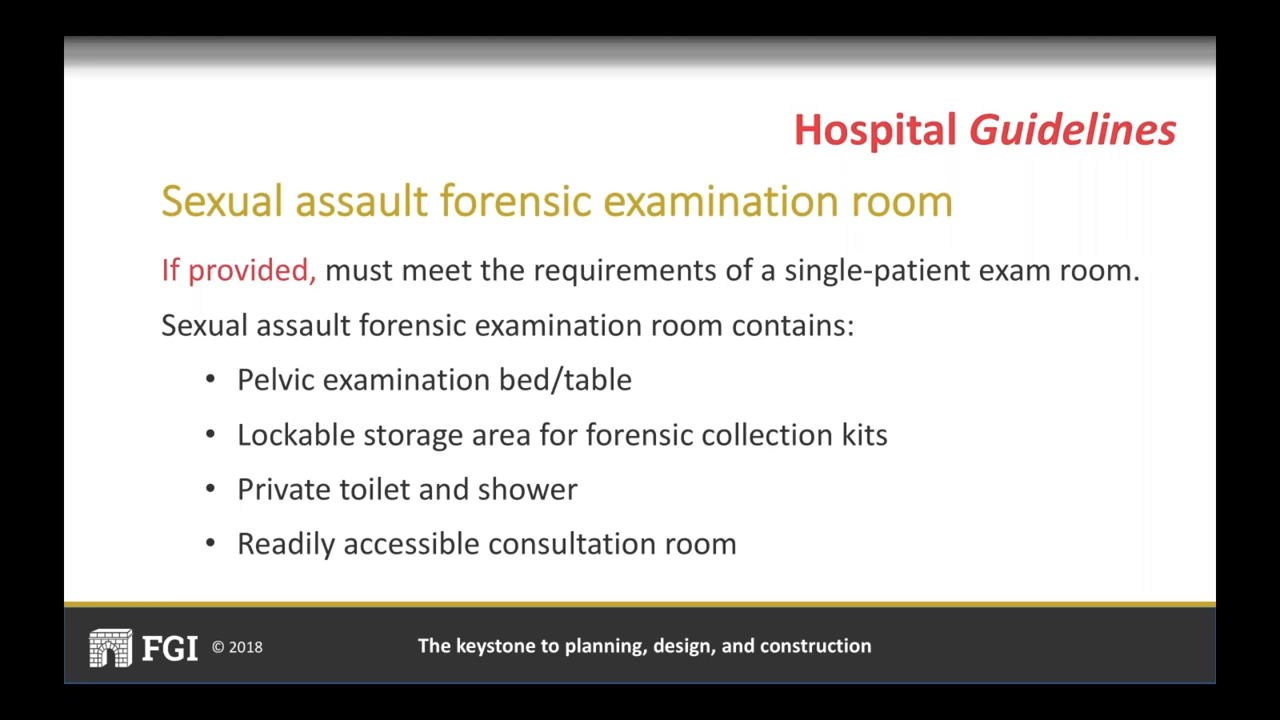 Hospital Guidelines
Sexual assault forensic examination room
If provided, must meet the requirements of a single-patient exam room.
Sexual assault forensic examination room contains:
• Pelvic examination bed/table
• Lockable storage area for forensic collection kits
• Private toilet and shower
• Readily accessible consultation room
FGI © 2018 The keystone to planning, design, and construction